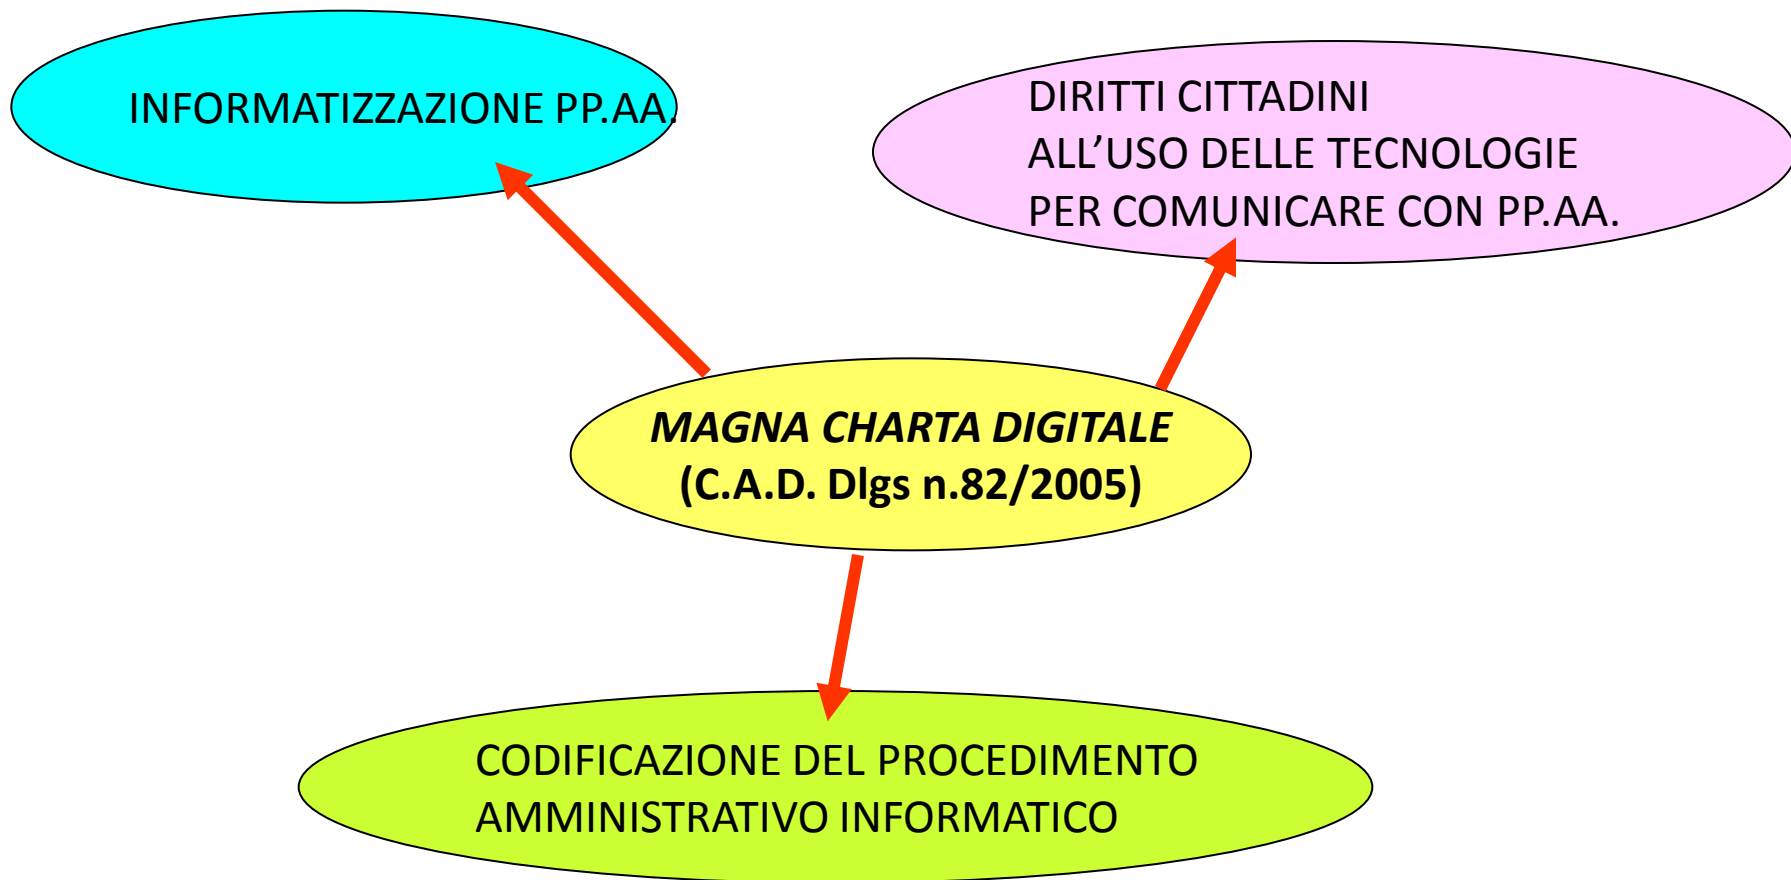 INFORMATIZZAZIONE PP.AA.
DIRITTI CITTADINI
ALL’USO DELLE TECNOLOGIE
PER COMUNICARE CON PP.AA.
MAGNA CHARTA DIGITALE
(C.A.D. Dlgs n.82/2005)
CODIFICAZIONE DEL PROCEDIMENTO
AMMINISTRATIVO INFORMATICO